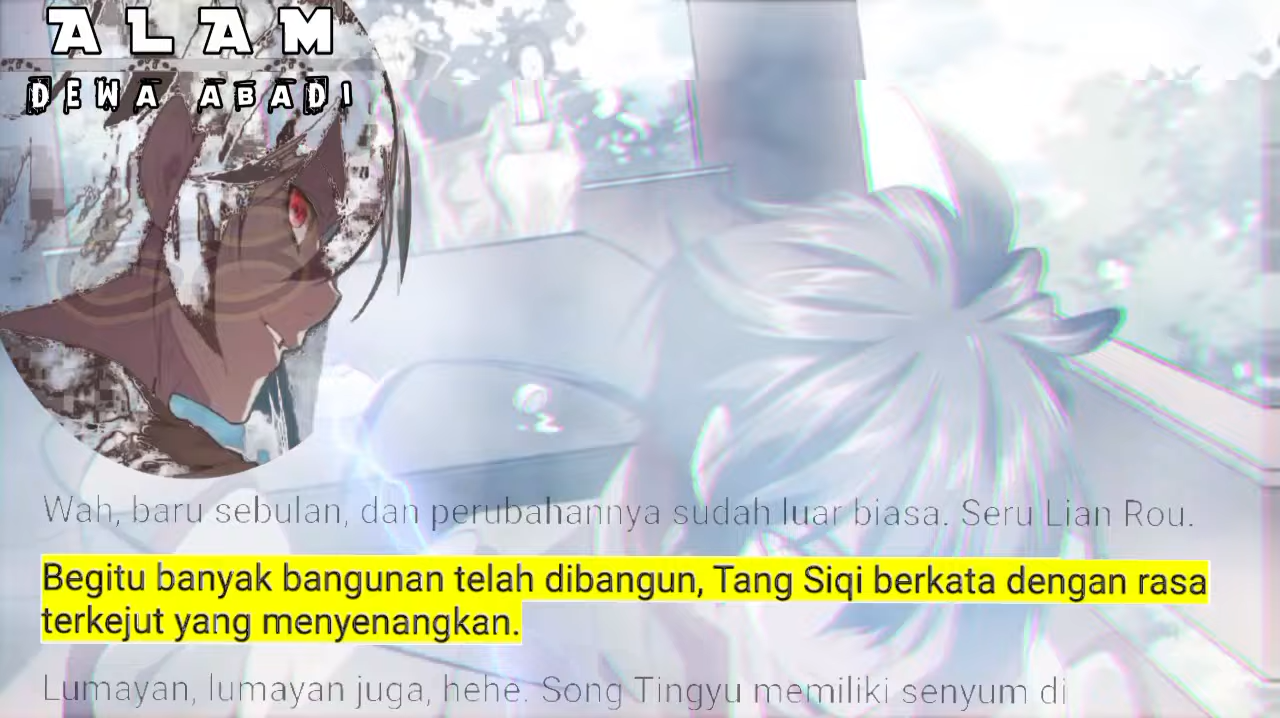 ALAM
DEWA ABADI
Wah, baru sebulan, dan perubahannya sudah luar biasa. Seru Lian Rou.
Begitu banyak bangunan telah dibangun, Tang Siqi berkata dengan rasa
terkejut yang menyenangkan.
Lumayan, lumayan juga, hehe. Song Tingyu memiliki senyum di